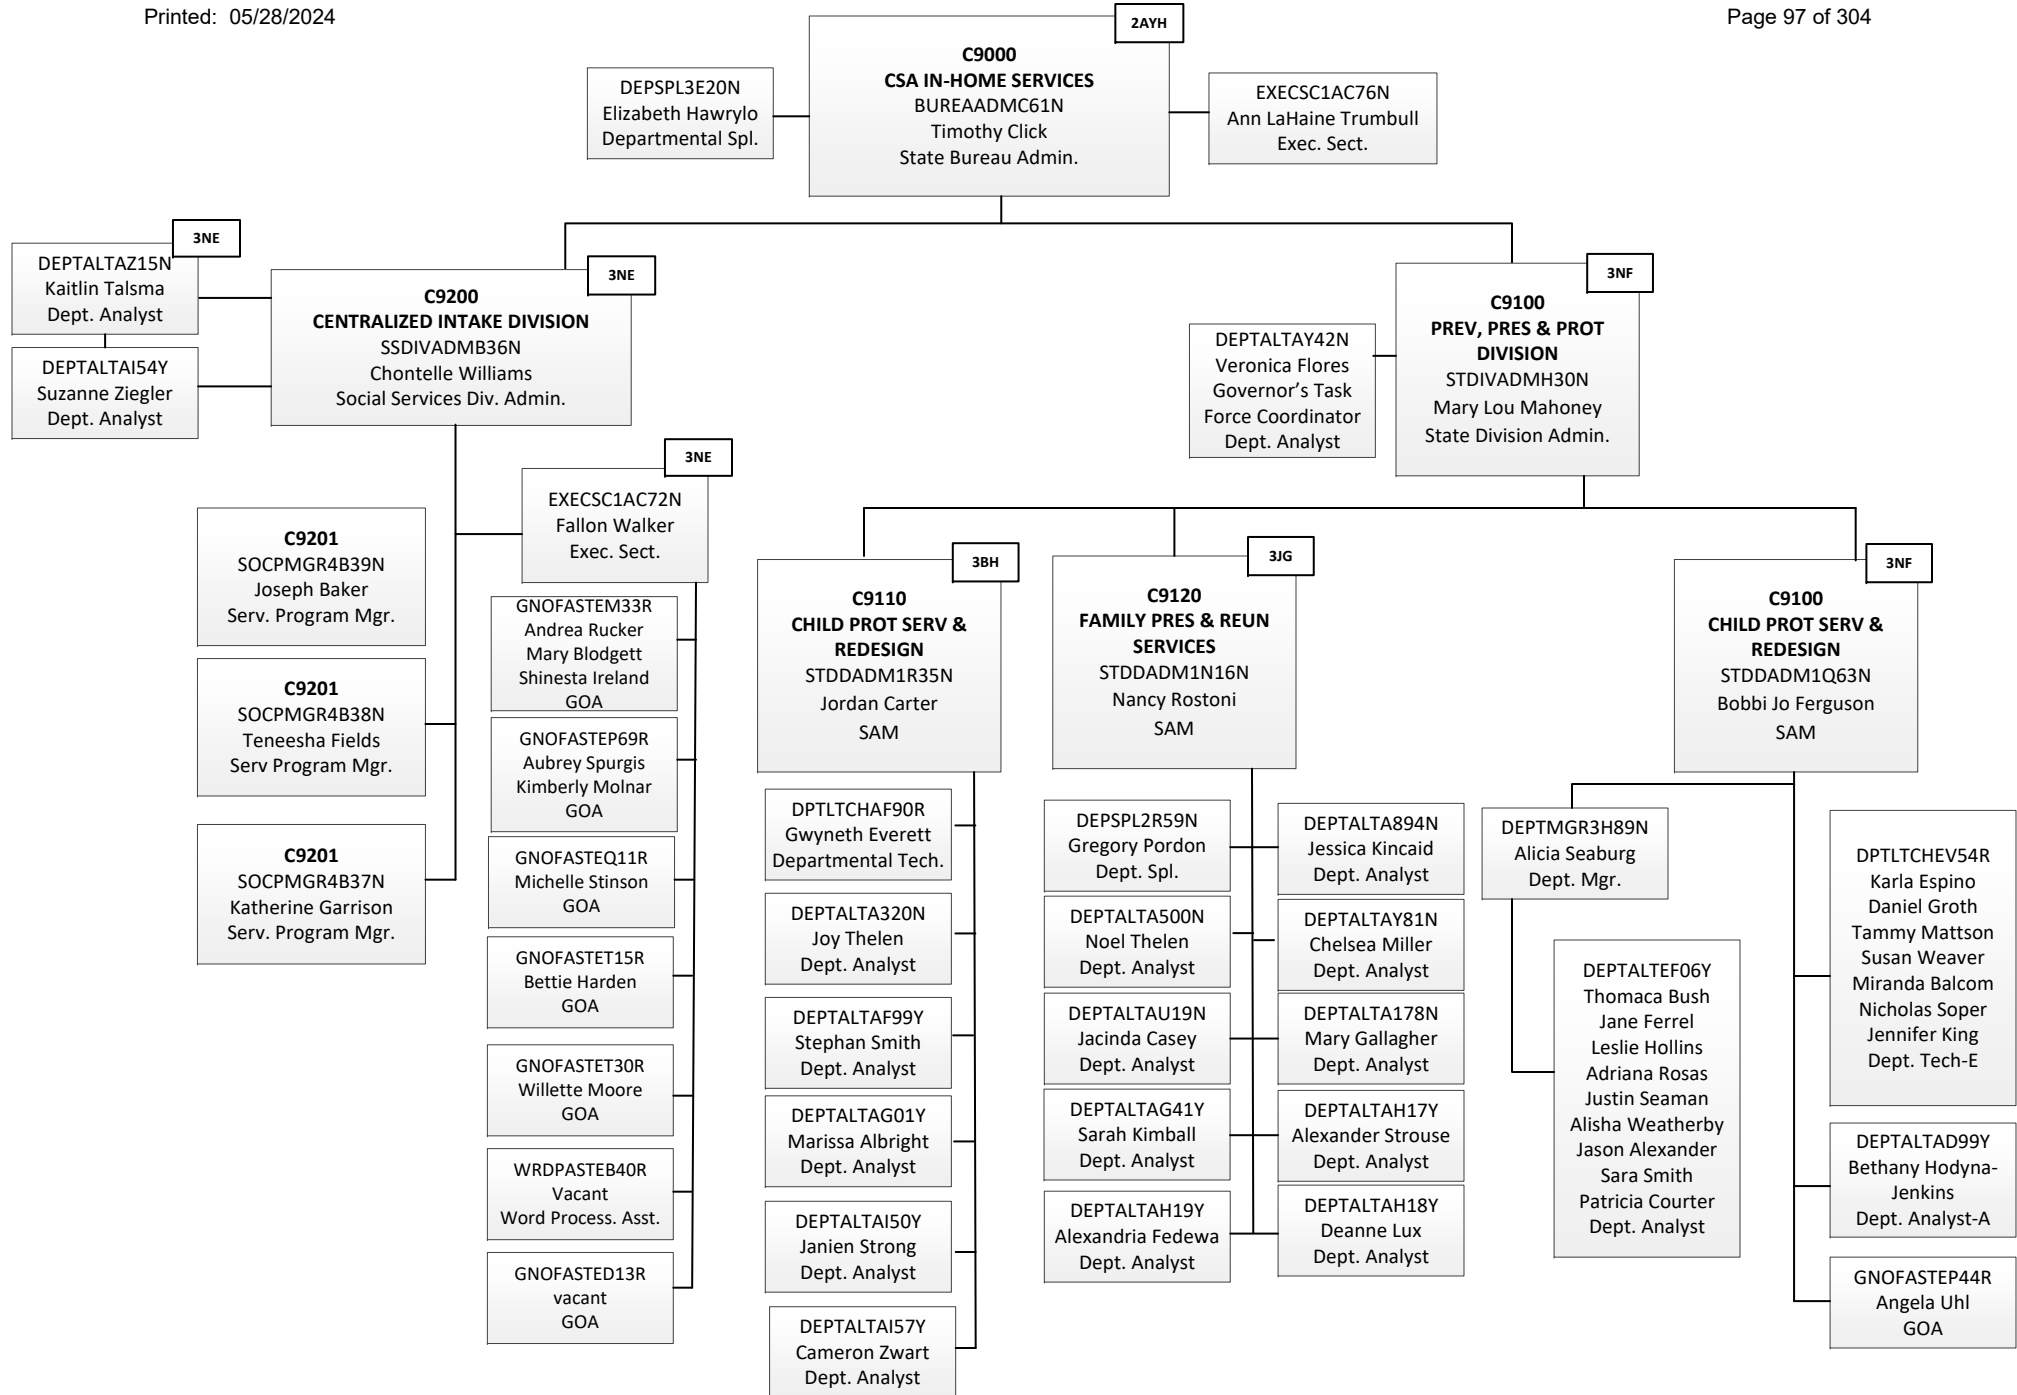 Printed: 05/28/2024
Page 97 of 304
2AYH
C9000
CSA IN-HOME SERVICES
BUREAADMC61N
Timothy Click
State Bureau Admin.
DEPSPL3E20N
Elizabeth Hawrylo
Departmental Spl.
EXECSC1AC76N
Ann LaHaine Trumbull
Exec. Sect.
3NE
DEPTALTAZ15N
Kaitlin Talsma
Dept. Analyst
DEPTALTAI54Y
Suzanne Ziegler
Dept. Analyst
3NE
C9200
CENTRALIZED INTAKE DIVISION
SSDIVADMB36N
Chontelle Williams
Social Services Div. Admin.
3NF
C9100
PREV, PRES & PROT
DIVISION
STDIVADMH30N
Mary Lou Mahoney
State Division Admin.
DEPTALTAY42N
Veronica Flores
Governor’s Task
Force Coordinator
Dept. Analyst
C9201
SOCPMGR4B39N
Joseph Baker
Serv. Program Mgr.
C9201
SOCPMGR4B38N
Teneesha Fields
Serv Program Mgr.
C9201
SOCPMGR4B37N
Katherine Garrison
Serv. Program Mgr.
3NE
EXECSC1AC72N
Fallon Walker
Exec. Sect.
GNOFASTEM33R
Andrea Rucker
Mary Blodgett
Shinesta Ireland
GOA
GNOFASTEP69R
Aubrey Spurgis
Kimberly Molnar
GOA
GNOFASTEQ11R
Michelle Stinson
GOA
GNOFASTET15R
Bettie Harden
GOA
GNOFASTET30R
Willette Moore
GOA
WRDPASTEB40R
Vacant
Word Process. Asst.
GNOFASTED13R
vacant
GOA
3BH
C9110
CHILD PROT SERV &
REDESIGN
STDDADM1R35N
Jordan Carter
SAM
DPTLTCHAF90R
Gwyneth Everett
Departmental Tech.
DEPTALTA320N
Joy Thelen
Dept. Analyst
DEPTALTAF99Y
Stephan Smith
Dept. Analyst
DEPTALTAG01Y
Marissa Albright
Dept. Analyst
DEPTALTAI50Y
Janien Strong
Dept. Analyst
DEPTALTAI57Y
Cameron Zwart
Dept. Analyst
3JG
C9120
FAMILY PRES & REUN
SERVICES
STDDADM1N16N
Nancy Rostoni
SAM
DEPSPL2R59N
Gregory Pordon
Dept. Spl.
DEPTALTA500N
Noel Thelen
Dept. Analyst
DEPTALTAU19N
Jacinda Casey
Dept. Analyst
DEPTALTAG41Y
Sarah Kimball
Dept. Analyst
DEPTALTAH19Y
Alexandria Fedewa
Dept. Analyst
DEPTALTA894N
Jessica Kincaid
Dept. Analyst
DEPTALTAY81N
Chelsea Miller
Dept. Analyst
DEPTALTA178N
Mary Gallagher
Dept. Analyst
DEPTALTAH17Y
Alexander Strouse
Dept. Analyst
DEPTALTAH18Y
Deanne Lux
Dept. Analyst
3NF
C9100
CHILD PROT SERV &
REDESIGN
STDDADM1Q63N
Bobbi Jo Ferguson
SAM
DEPTMGR3H89N
Alicia Seaburg
Dept. Mgr.
DEPTALTEF06Y
Thomaca Bush
Jane Ferrel
Leslie Hollins
Adriana Rosas
Justin Seaman
Alisha Weatherby
Jason Alexander
Sara Smith
Patricia Courter
Dept. Analyst
DPTLTCHEV54R
Karla Espino
Daniel Groth
Tammy Mattson
Susan Weaver
Miranda Balcom
Nicholas Soper
Jennifer King
Dept. Tech-E
DEPTALTAD99Y
Bethany Hodyna-
Jenkins
Dept. Analyst-A
GNOFASTEP44R
Angela Uhl
GOA